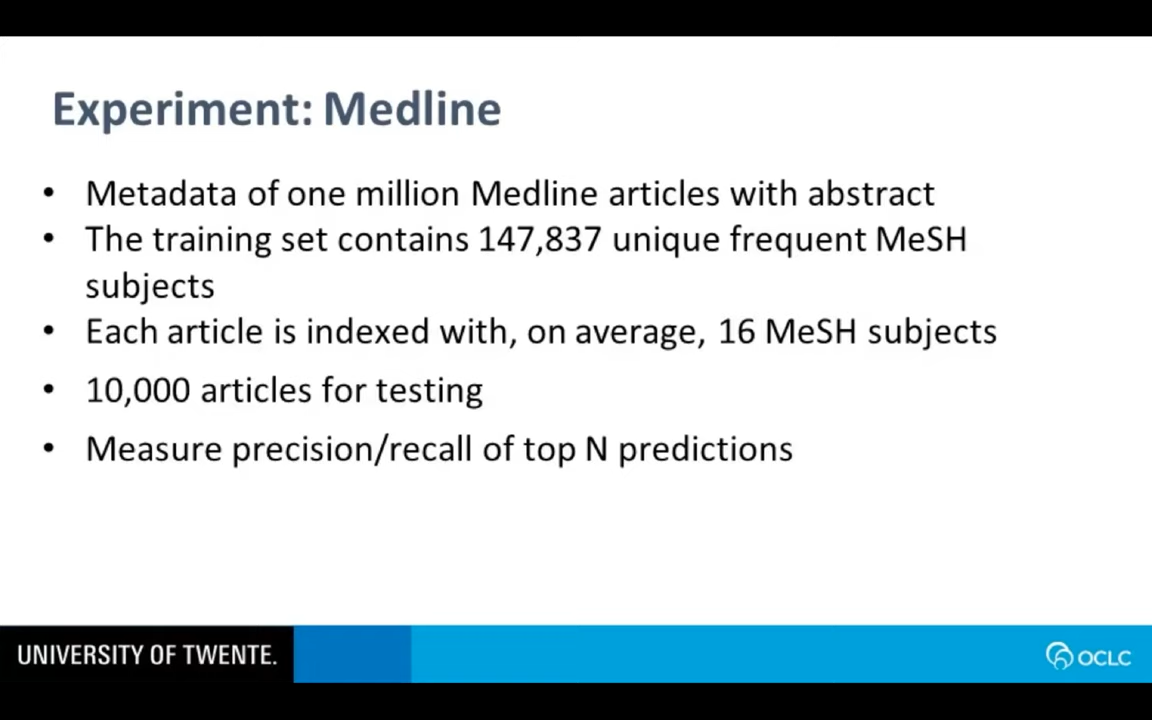 Experiment: Medline
• Metadata of one million Medline articles with abstract
• The training set contains 147,837 unique frequent MeSH
subjects
• Each article is indexed with, on average, 16 MeSH subjects
• 10,000 articles for testing
• Measure precision/recall of top N predictions
UNIVERSITY OF TWENTE.
OCLC